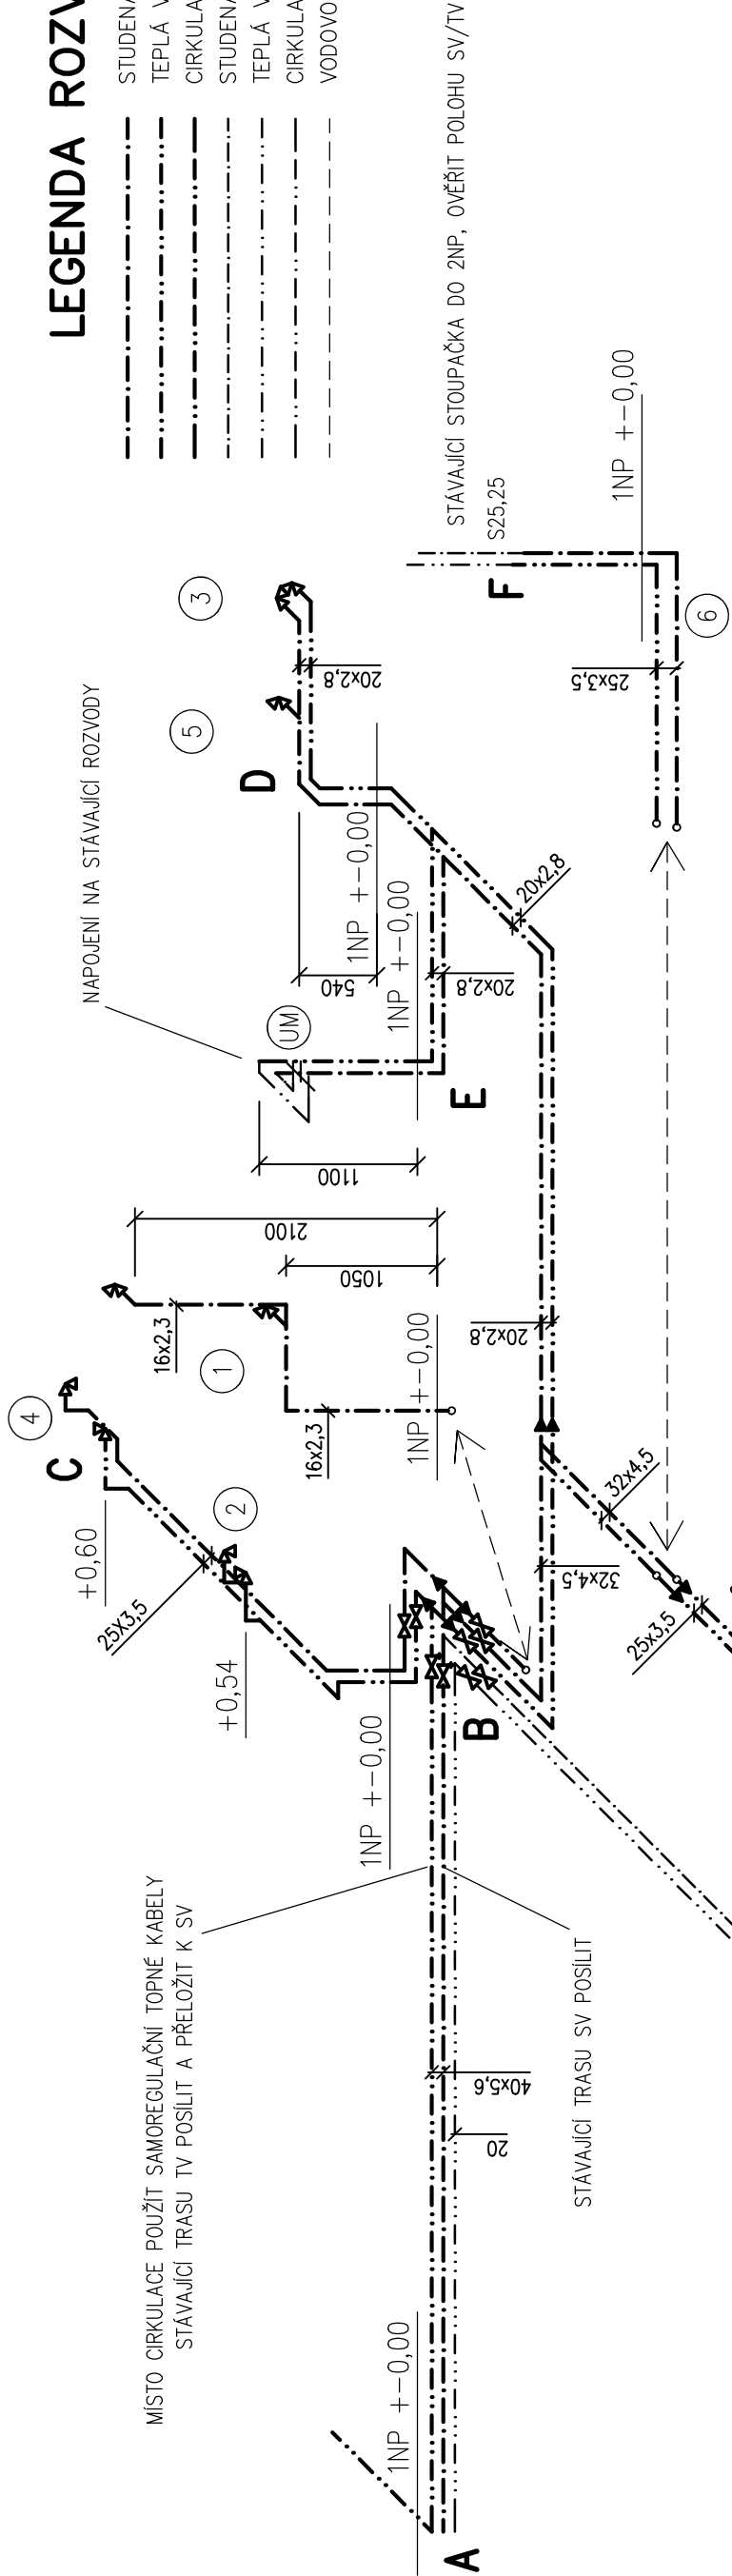 LEGENDA ROZV
STUDENÁ
TEPLÁ V
CIRKULA
STUDENÁ
TEPLÁ V
CIRKULA
VODOVO
MÍSTO CIRKULACE POUŽÍT SAMOREGULAČNÍ TOPNÉ KABELY
STÁVAJÍCÍ TRASU TV POSÍLIT A PŘELOŽIT K SV
STÁVAJÍCÍ TRASU SV POSÍLIT
1NP +-0,00
A
40x5,6
20
1NP +-0,00
B
+0,54
+0,60
25X3,5
2
C
4
16x2,3
1
16x2,3
1NP +-0,00
1050
2100
32x4,5
25x3,5
32x4,5
20x2,8
NAPOJENÍ NA STÁVAJÍCÍ ROZVODY
UM
1100
E
1NP +-0,00
20x2,8
540
1NP +-0,00
20x2,8
D
5
20x2,8
3
STÁVAJÍCÍ STOUPAČKA DO 2NP, OVĚŘIT POLOHU SV/TV
S25,25
F
25x3,5
6
1NP +-0,00